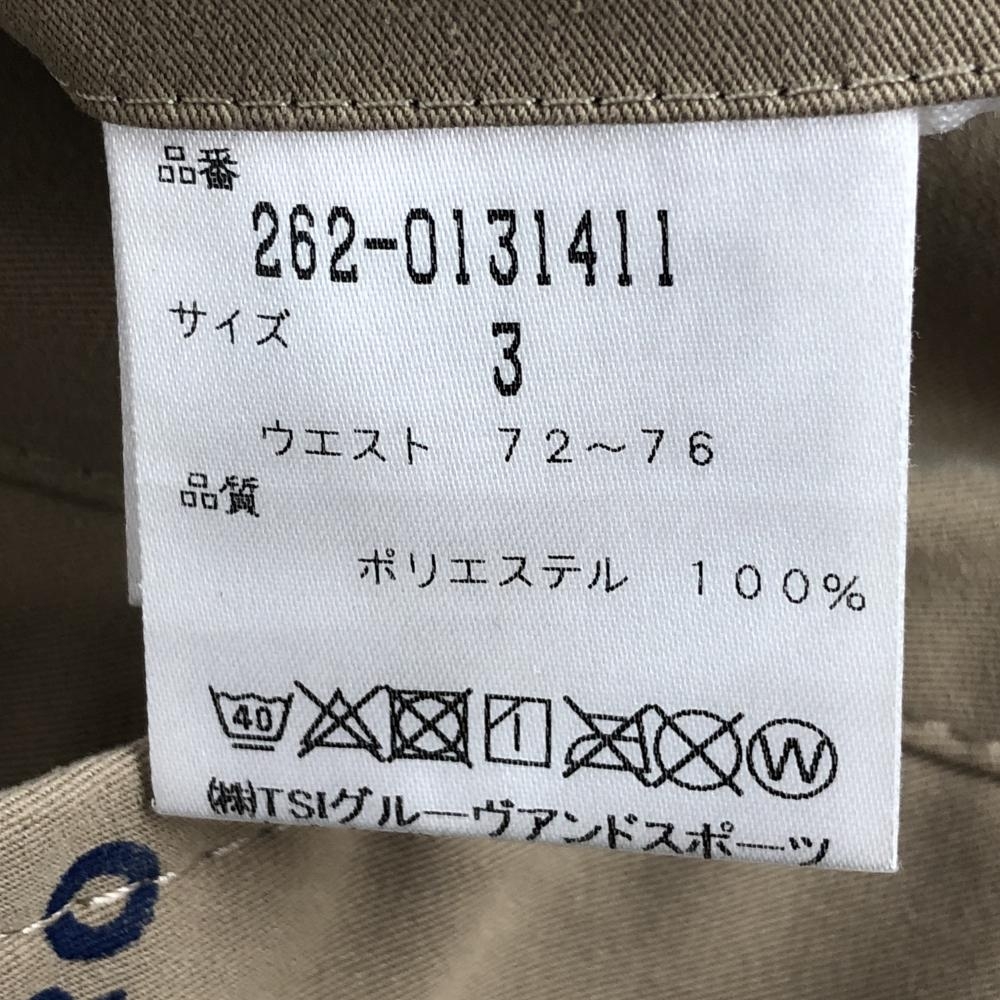 品番
262-0131411
サイズ
3
ウエスト 72～76
品質
ポリエステル 100%
40
W
㈱TSIグルーヴアンドスポーツ